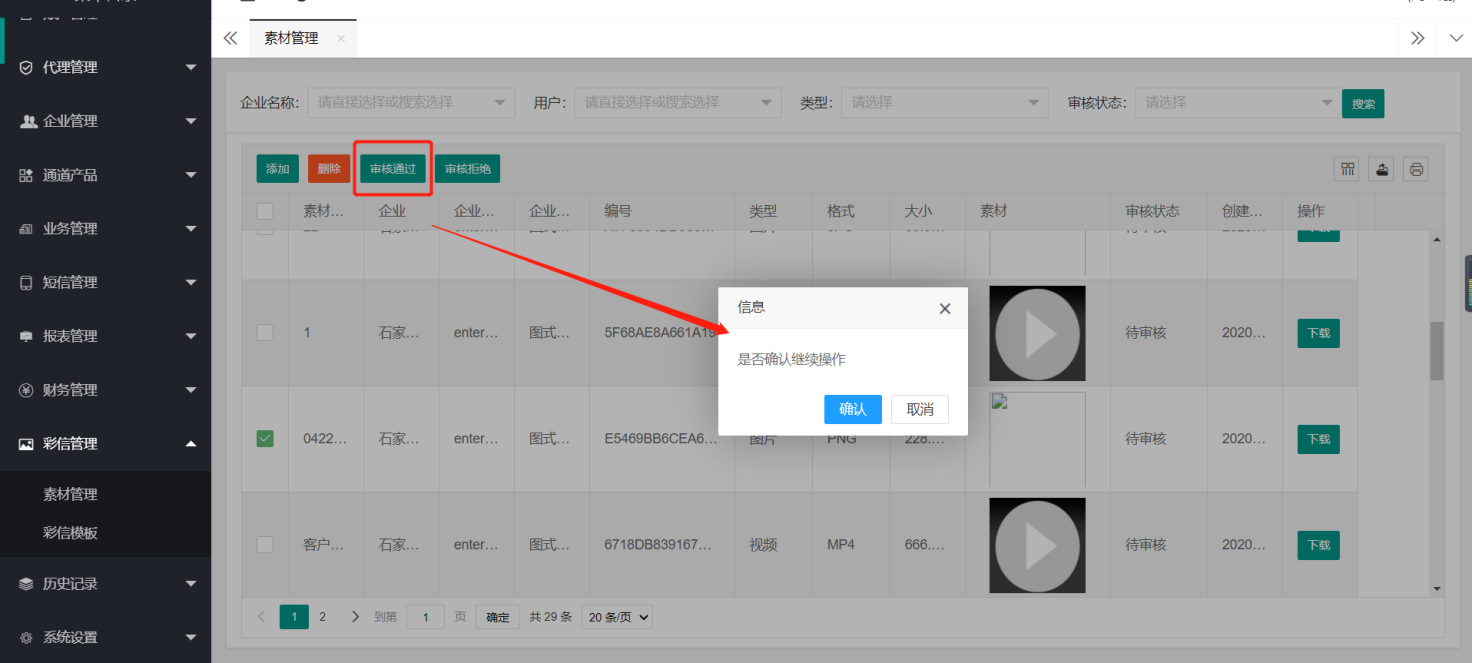 素材管理
代理管理
企业管理
通道产品
业务管理
短信管理
报表管理
财务管理
彩信管理
素材管理
彩信模板
历史记录
系统设置
企业名称: 请直接选择或搜索选择 用户: 请直接选择或搜索选择 类型: 请选择 审核状态: 请选择 搜索
添加 删除 审核通过 审核拒绝
素材... 企业 企业... 企业... 编号 类型 格式 大小 素材 审核状态 创建... 操作
1 石家... enter... 图式... 5F68AE8A661A19 待审核 2020... 下载
0422... 石家... enter... 图式... E5469BB6CEA6... 图片 PNG 228.... 待审核 2020... 下载
客户... 石家... enter... 图式... 6718DB839167... 视频 MP4 666.... 待审核 2020... 下载
信息
是否确认继续操作
确认 取消
1 2 到第 1 页 确定 共 29 条 20 条/页